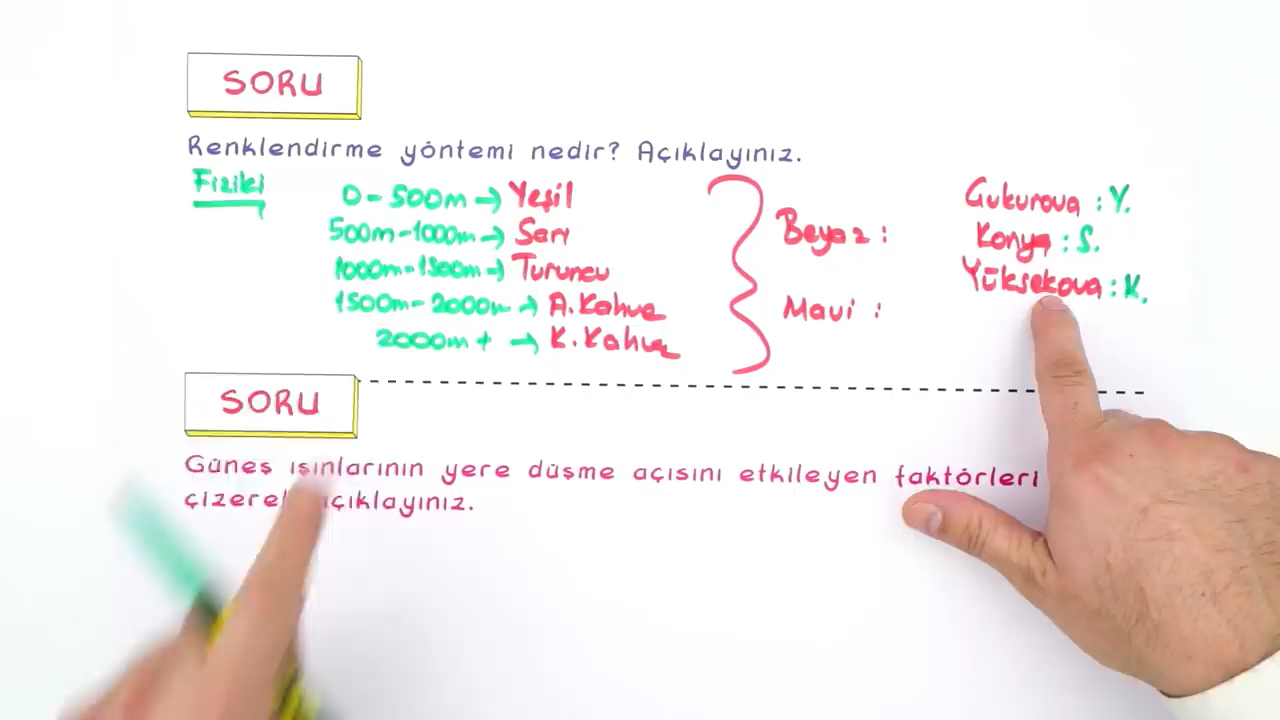 SORU
Renklendirme yöntemi nedir? Açıklayınız.
Fiziki
0-500m → Yeşil
500m-1000m → Sarı
1000m-1500m → Turuncu
1500m-2000m → A.Kahve
2000m + → K.Kahve
Beyaz :
Mavi :
Çukurova : Y.
Konya : S.
Yüksekova : K.
SORU
Güneş ışınlarının yere düşme açısını etkileyen faktörleri
çizerek açıklayınız.